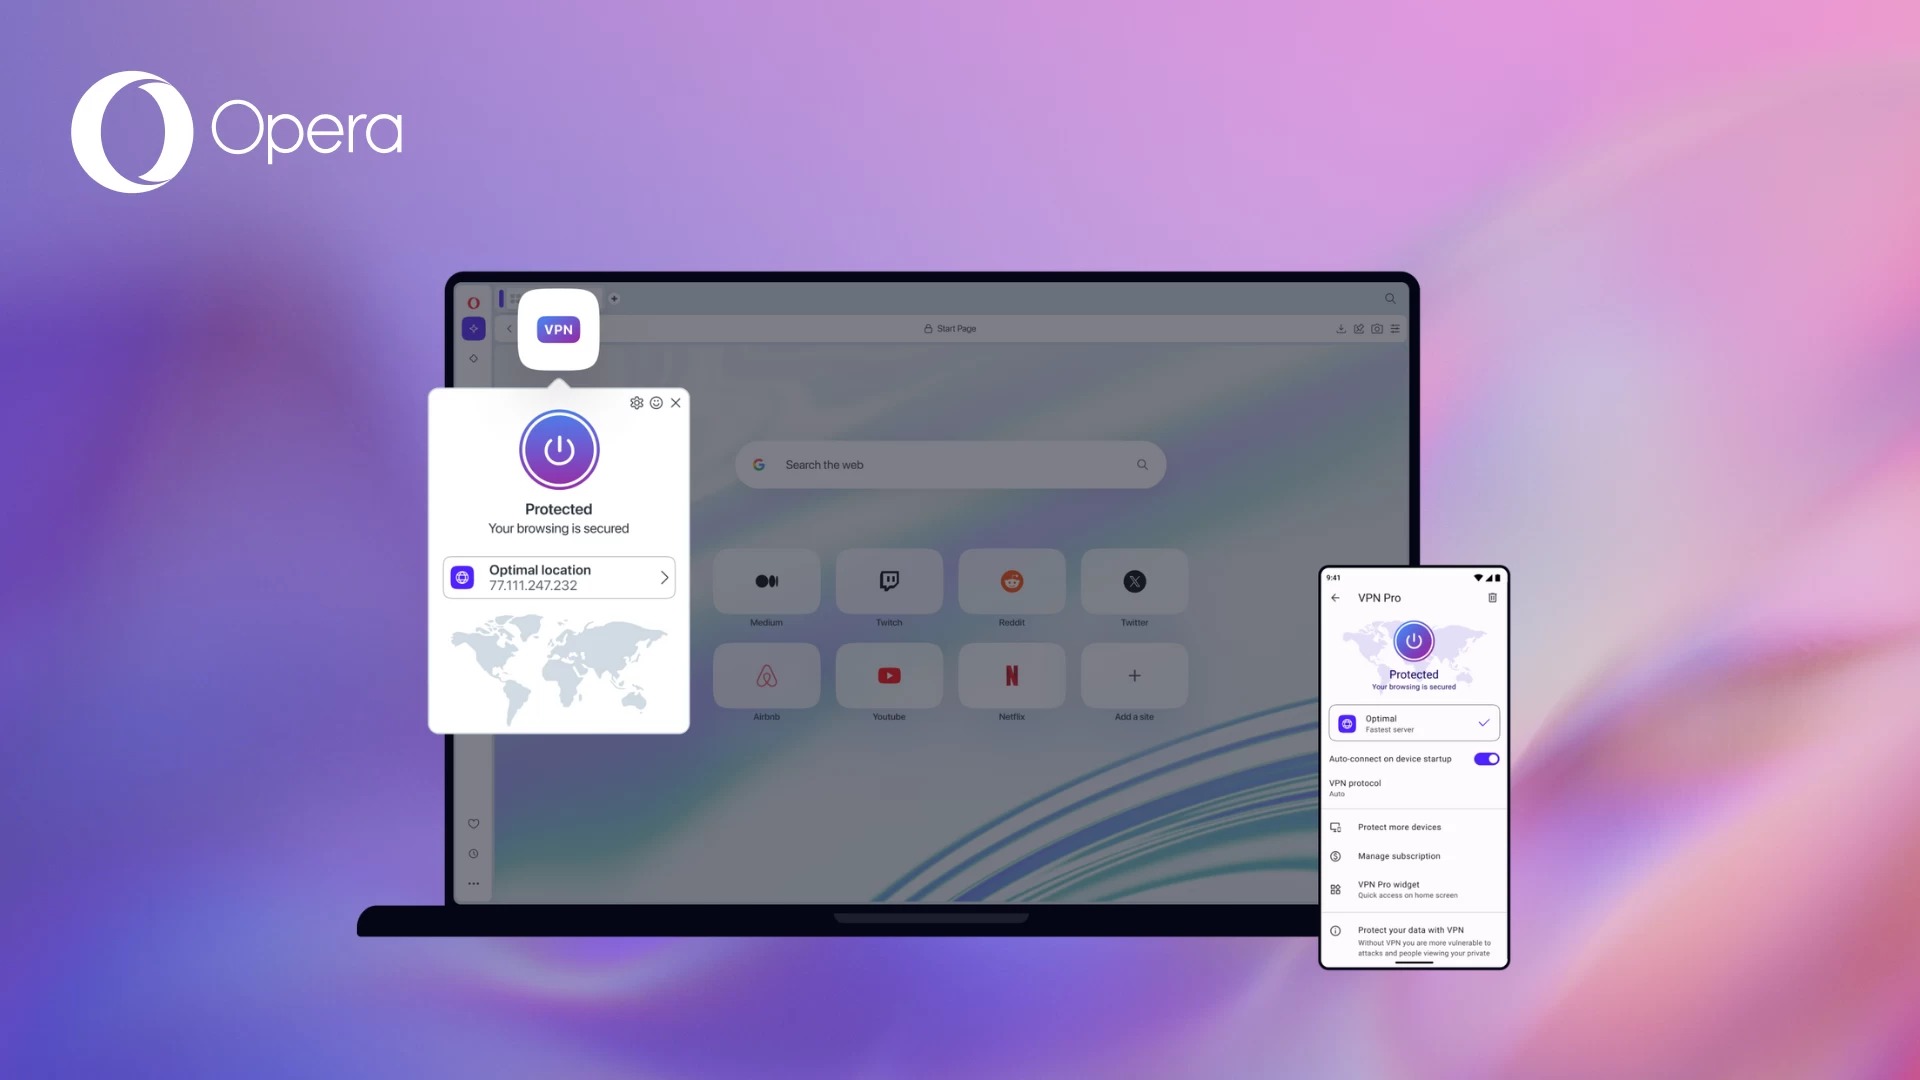 Opera
VPN
Start Page
Protected
Your browsing is secured
Optimal location
77.111.247.232
Search the web
Medium
Twitch
Reddit
Twitter
Airbnb
Youtube
Netflix
Add a site
9:41
VPN Pro
Protected
Your browsing is secured
Optimal
Fastest server
Auto-connect on device startup
VPN protocol
Auto
Protect more devices
Manage subscription
VPN Pro widget
Quick access on home screen
Protect your data with VPN
Without VPN you are more vulnerable to
attacks and people viewing your private